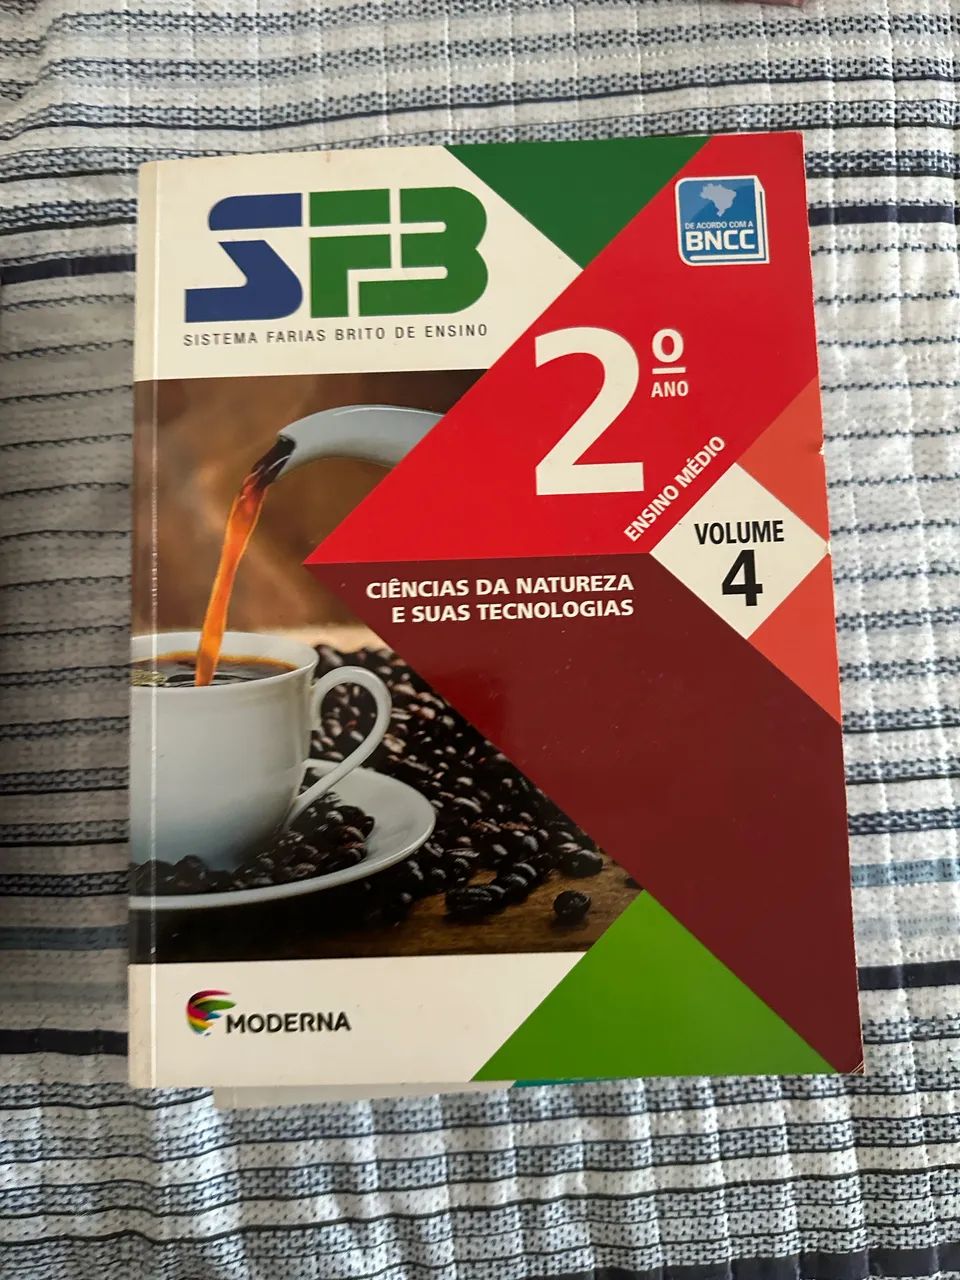 SFB
SISTEMA FARIAS BRITO DE ENSINO
DE ACORDO COM A
BNCC
2º
ANO
ENSINO MÉDIO
VOLUME
4
CIÊNCIAS DA NATUREZA
E SUAS TECNOLOGIAS
MODERNA